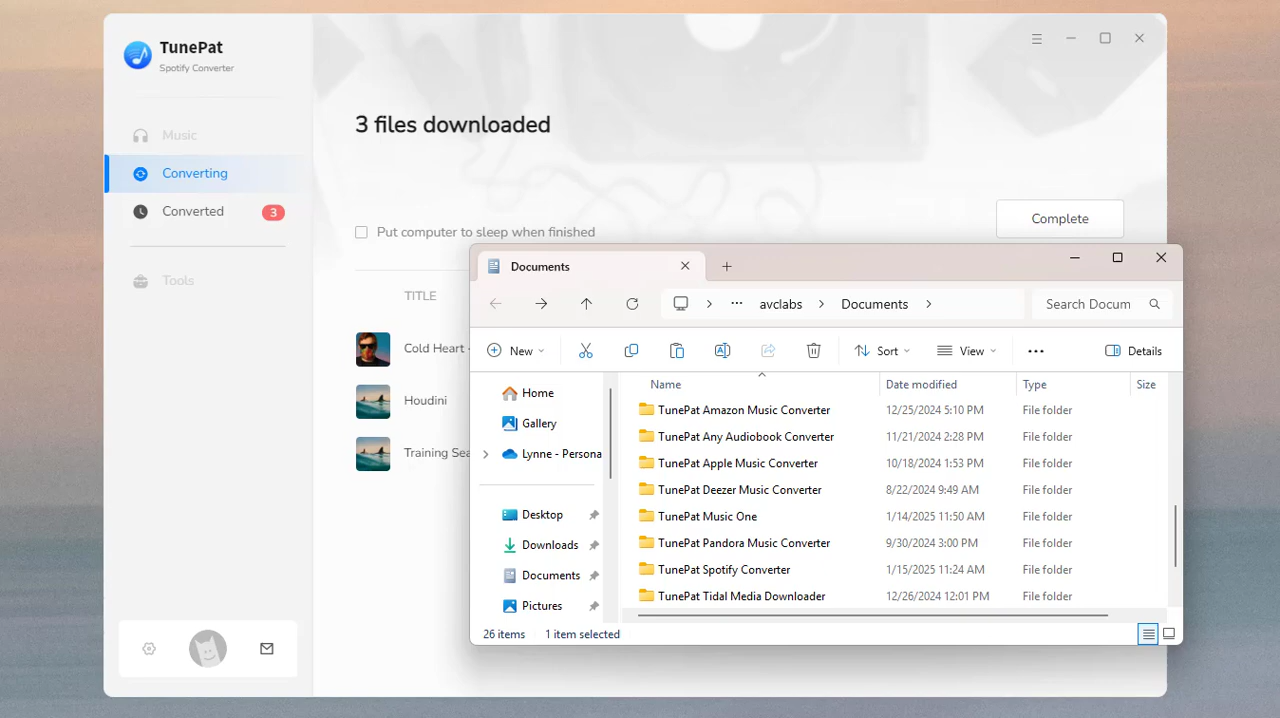 TunePat
Spotify Converter
Music
Converting
Converted 3
Tools
3 files downloaded
Put computer to sleep when finished
Complete
TITLE
Cold Heart -
Houdini
Training Sea
Documents
avclabs Documents
Search Docum
New
Sort
View
Details
Home
Gallery
Lynne - Persona
Desktop
Downloads
Documents
Pictures
Name Date modified Type Size
TunePat Amazon Music Converter 12/25/2024 5:10 PM File folder
TunePat Any Audiobook Converter 11/21/2024 2:28 PM File folder
TunePat Apple Music Converter 10/18/2024 1:53 PM File folder
TunePat Deezer Music Converter 8/22/2024 9:49 AM File folder
TunePat Music One 1/14/2025 11:50 AM File folder
TunePat Pandora Music Converter 9/30/2024 3:00 PM File folder
TunePat Spotify Converter 1/15/2025 11:24 AM File folder
TunePat Tidal Media Downloader 12/26/2024 12:01 PM File folder
26 items 1 item selected